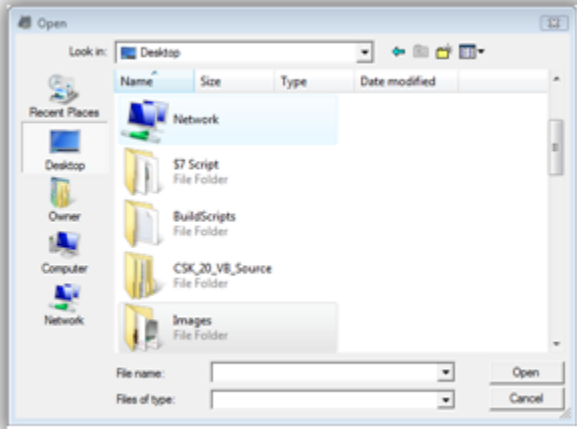 Open
Look in: Desktop
Name Size Type Date modified
Recent Places
Desktop
Owner
Computer
Network
Network
$7 Script
File Folder
BuildScripts
File Folder
CSK_20_VB_Source
File Folder
Images
File Folder
File name: Open
Files of type: Cancel